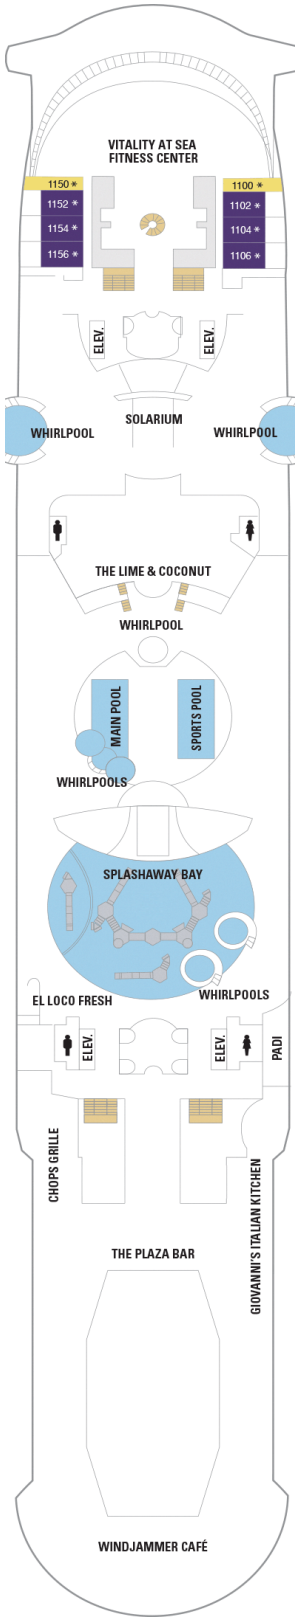 VITALITY AT SEA
FITNESS CENTER
1150 *
1100 *
1152 *
1102 *
1154 *
1104 *
1156 *
1106 *
ELEV.
ELEV.
SOLARIUM
WHIRLPOOL
WHIRLPOOL
THE LIME & COCONUT
WHIRLPOOL
MAIN POOL
SPORTS POOL
WHIRLPOOLS
SPLASHAWAY BAY
WHIRLPOOLS
EL LOCO FRESH
ELEV.
ELEV.
PADI
CHOPS GRILLE
GIOVANNI'S ITALIAN KITCHEN
THE PLAZA BAR
WINDJAMMER CAFÉ